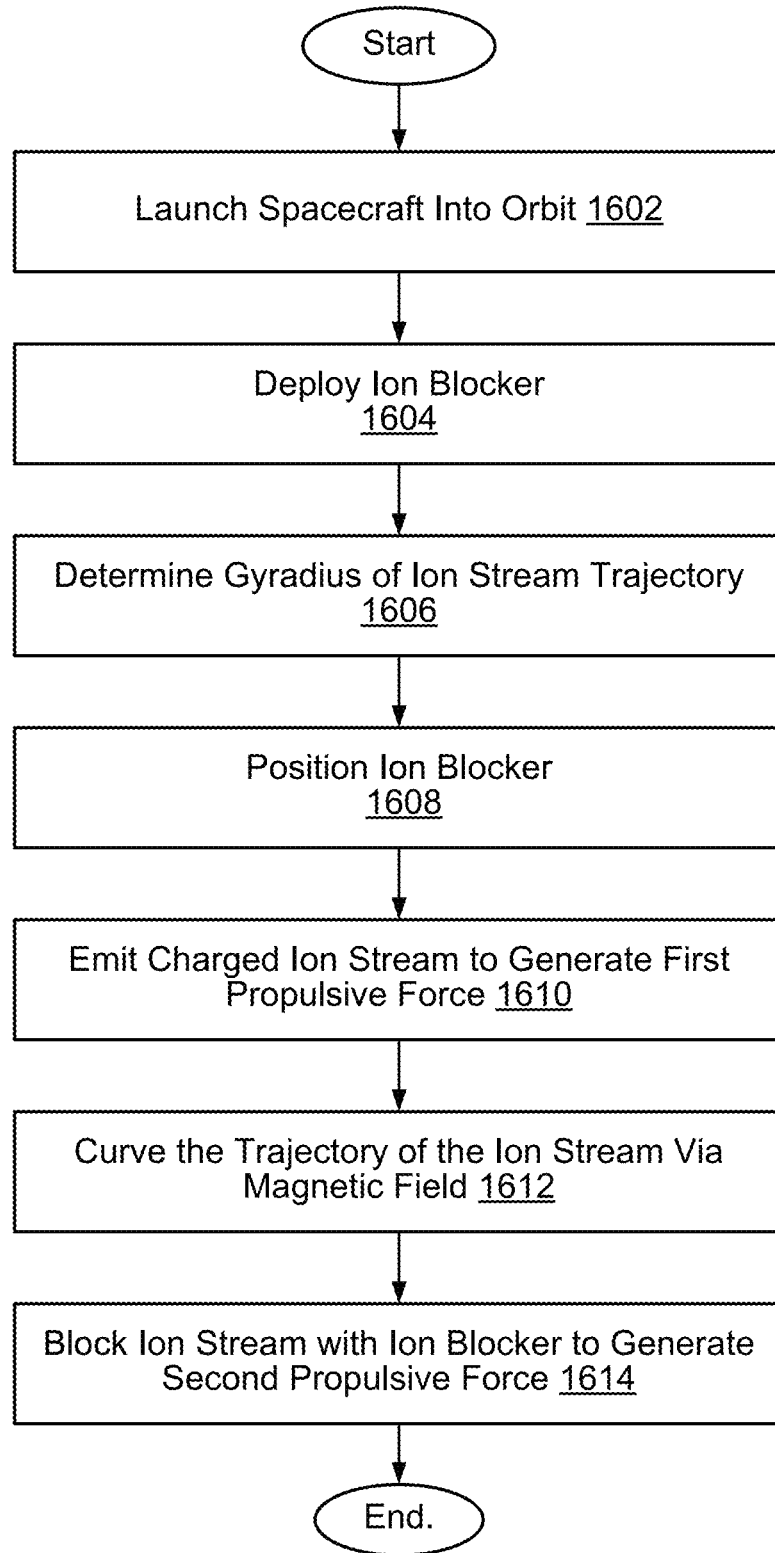 Start
Launch Spacecraft Into Orbit 1602
Deploy Ion Blocker
1604
Determine Gyradius of Ion Stream Trajectory
1606
Position Ion Blocker
1608
Emit Charged Ion Stream to Generate First
Propulsive Force 1610
Curve the Trajectory of the Ion Stream Via
Magnetic Field 1612
Block Ion Stream with Ion Blocker to Generate
Second Propulsive Force 1614
End.